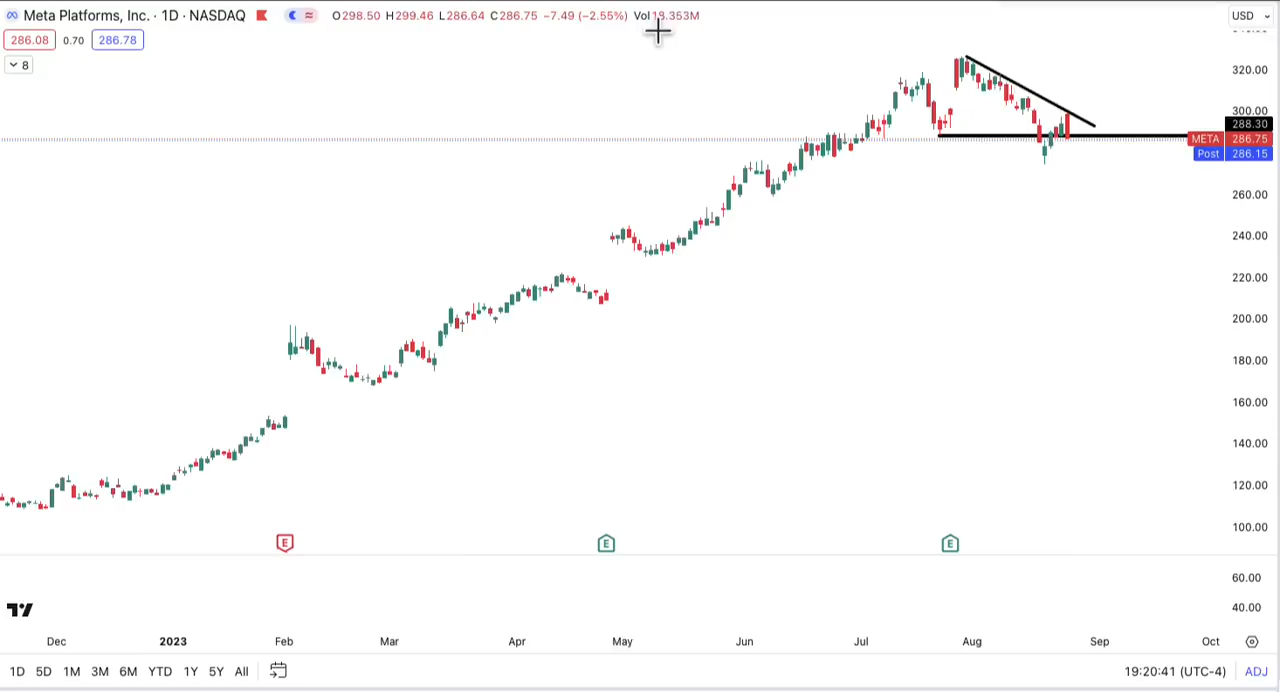 Meta Platforms, Inc. · 1D · NASDAQ O298.50 H299.46 L286.64 C286.75 −7.49 (−2.55%) Vol18.353M USD
286.08 0.70 286.78
8
320.00
300.00
288.30
META 286.75
Post 286.15
260.00
240.00
220.00
200.00
180.00
160.00
140.00
120.00
100.00
E E E
60.00
40.00
Dec 2023 Feb Mar Apr May Jun Jul Aug Sep Oct
1D 5D 1M 3M 6M YTD 1Y 5Y All 19:20:41 (UTC-4) ADJ